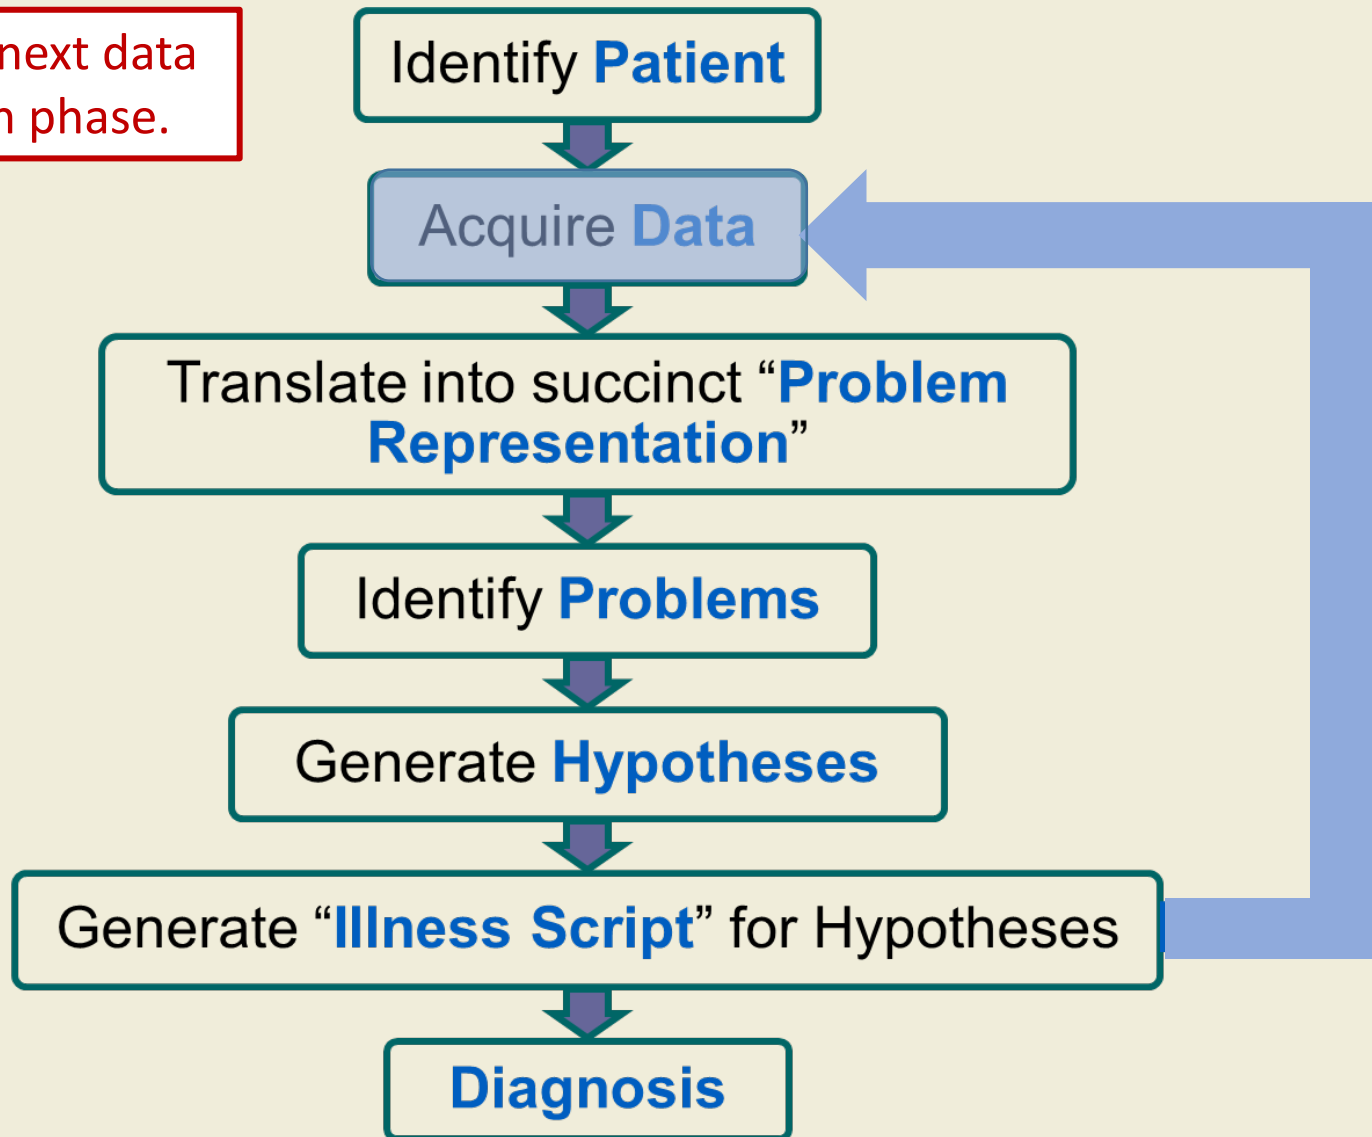 next data
phase.
Identify Patient
Acquire Data
Translate into succinct “Problem
Representation”
Identify Problems
Generate Hypotheses
Generate “Illness Script” for Hypotheses
Diagnosis